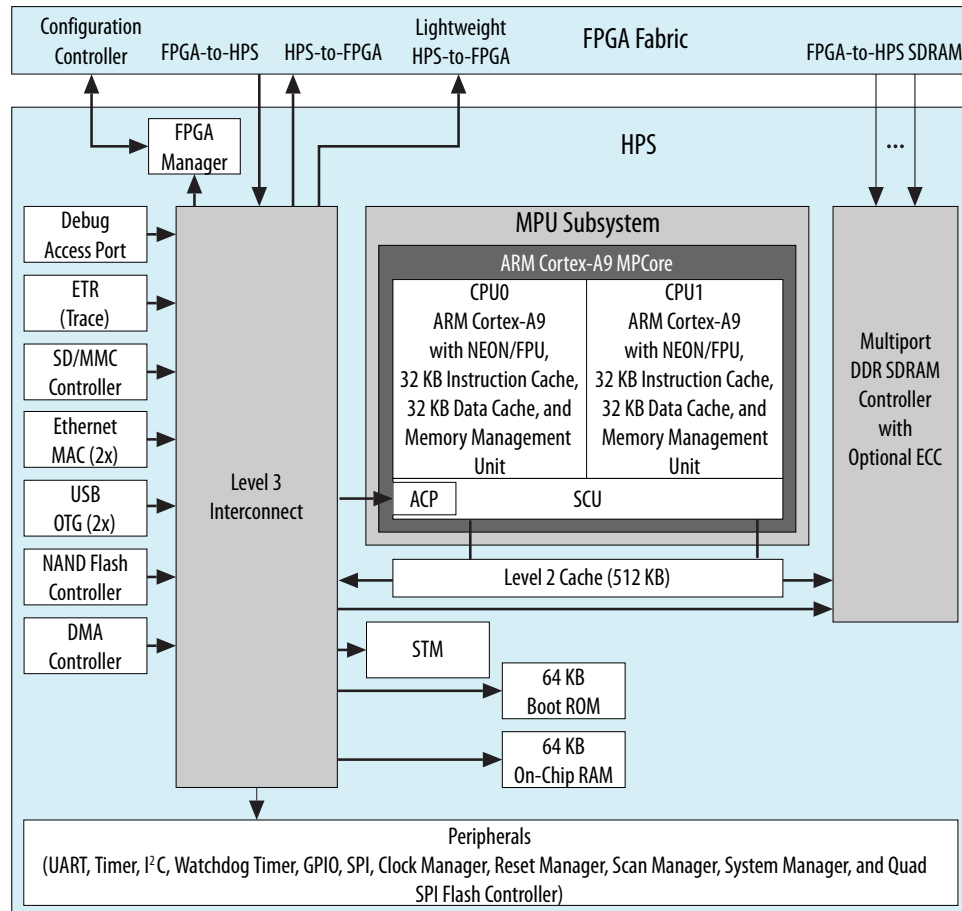 Configuration
Controller
FPGA-to-HPS
HPS-to-FPGA
Lightweight
HPS-to-FPGA
FPGA Fabric
FPGA-to-HPS SDRAM
HPS
FPGA
Manager
...
Debug
Access Port
ETR
(Trace)
SD/MMC
Controller
Ethernet
MAC (2x)
USB
OTG (2x)
NAND Flash
Controller
DMA
Controller
Level 3
Interconnect
MPU Subsystem
ARM Cortex-A9 MPCore
CPU0
ARM Cortex-A9
with NEON/FPU,
32 KB Instruction Cache,
32 KB Data Cache, and
Memory Management
Unit
CPU1
ARM Cortex-A9
with NEON/FPU,
32 KB Instruction Cache,
32 KB Data Cache, and
Memory Management
Unit
ACP
SCU
Level 2 Cache (512 KB)
Multiport
DDR SDRAM
Controller
with
Optional ECC
STM
64 KB
Boot ROM
64 KB
On-Chip RAM
Peripherals
(UART, Timer, I²C, Watchdog Timer, GPIO, SPI, Clock Manager, Reset Manager, Scan Manager, System Manager, and Quad
SPI Flash Controller)